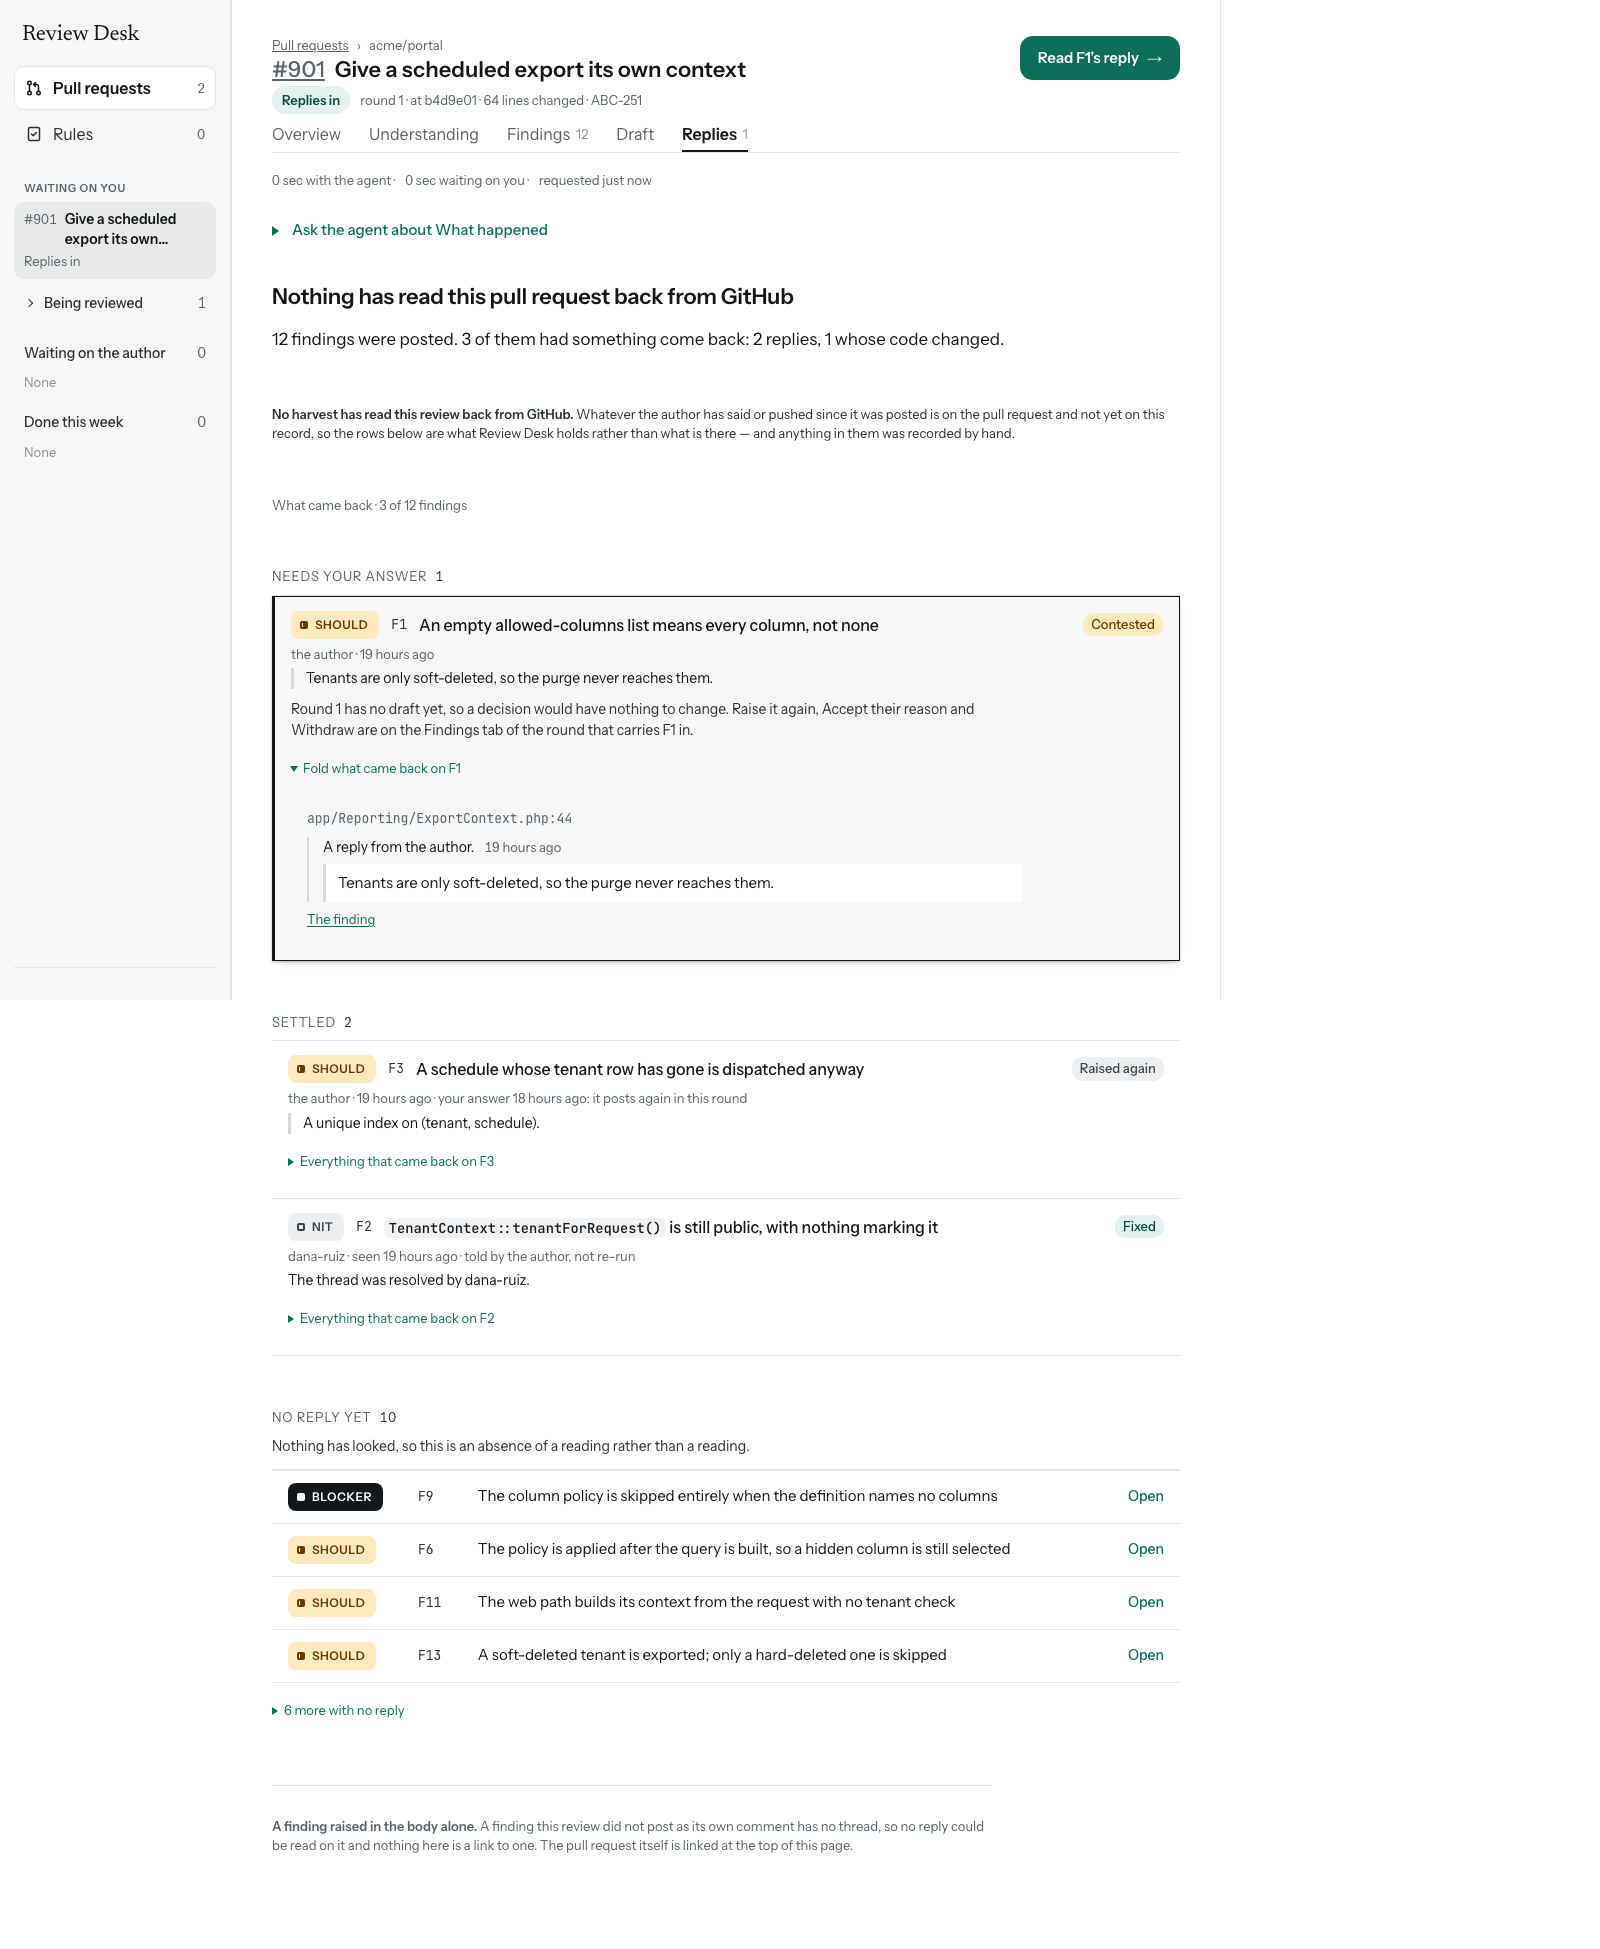 Review Desk
Pull requests 2
Rules 0
WAITING ON YOU
#901 Give a scheduled
export its own...
Replies in
Being reviewed 1
Waiting on the author 0
None
Done this week 0
None
Pull requests › acme/portal
#901 Give a scheduled export its own context
Read F1's reply →
Replies in round 1 · at b4d9e01 · 64 lines changed · ABC-251
Overview Understanding Findings 12 Draft Replies 1
0 sec with the agent · 0 sec waiting on you · requested just now
Ask the agent about What happened
Nothing has read this pull request back from GitHub
12 findings were posted. 3 of them had something come back: 2 replies, 1 whose code changed.
No harvest has read this review back from GitHub. Whatever the author has said or pushed since it was posted is on the pull request and not yet on this
record, so the rows below are what Review Desk holds rather than what is there — and anything in them was recorded by hand.
What came back · 3 of 12 findings
NEEDS YOUR ANSWER 1
SHOULD F1 An empty allowed-columns list means every column, not none Contested
the author · 19 hours ago
Tenants are only soft-deleted, so the purge never reaches them.
Round 1 has no draft yet, so a decision would have nothing to change. Raise it again, Accept their reason and
Withdraw are on the Findings tab of the round that carries F1 in.
Fold what came back on F1
app/Reporting/ExportContext.php:44
A reply from the author. 19 hours ago
Tenants are only soft-deleted, so the purge never reaches them.
The finding
SETTLED 2
SHOULD F3 A schedule whose tenant row has gone is dispatched anyway Raised again
the author · 19 hours ago · your answer 18 hours ago: it posts again in this round
A unique index on (tenant, schedule).
Everything that came back on F3
NIT F2 TenantContext::tenantForRequest() is still public, with nothing marking it Fixed
dana-ruiz · seen 19 hours ago · told by the author, not re-run
The thread was resolved by dana-ruiz.
Everything that came back on F2
NO REPLY YET 10
Nothing has looked, so this is an absence of a reading rather than a reading.
BLOCKER F9 The column policy is skipped entirely when the definition names no columns Open
SHOULD F6 The policy is applied after the query is built, so a hidden column is still selected Open
SHOULD F11 The web path builds its context from the request with no tenant check Open
SHOULD F13 A soft-deleted tenant is exported; only a hard-deleted one is skipped Open
6 more with no reply
A finding raised in the body alone. A finding this review did not post as its own comment has no thread, so no reply could
be read on it and nothing here is a link to one. The pull request itself is linked at the top of this page.